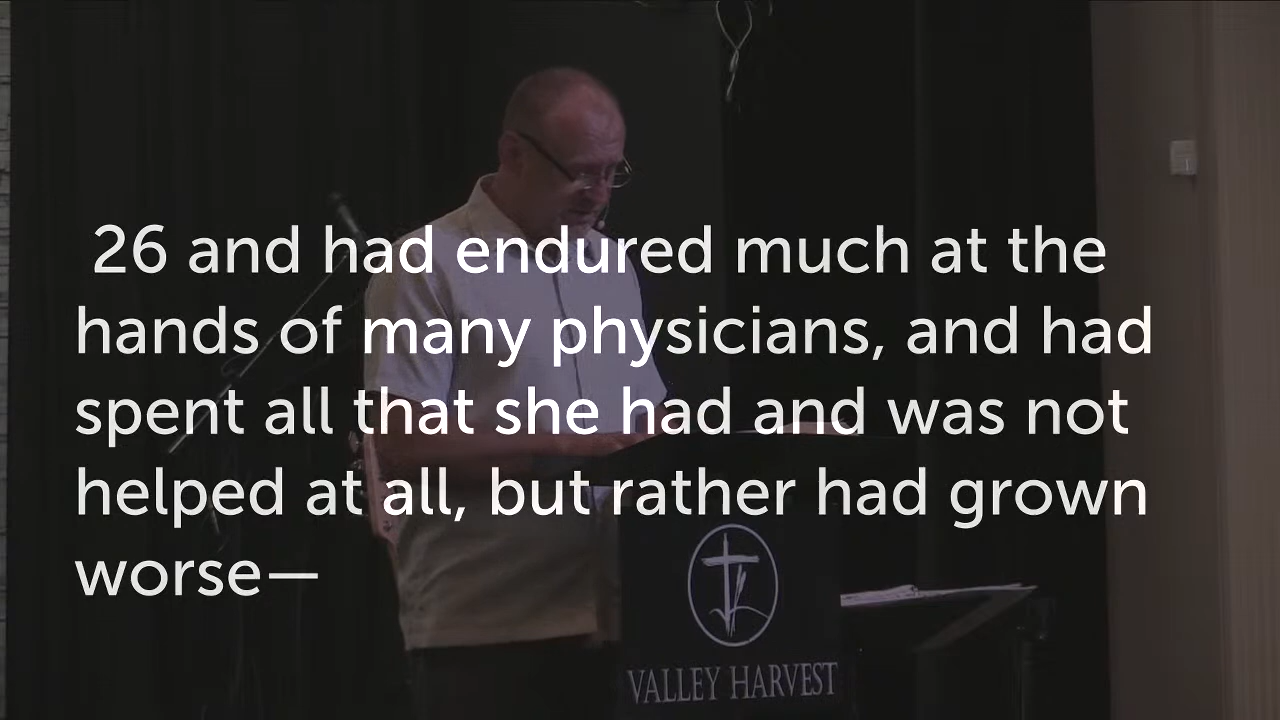 26 and had endured much at the
hands of many physicians, and had
spent all that she had and was not
helped at all, but rather had grown
worse—
VALLEY HARVEST